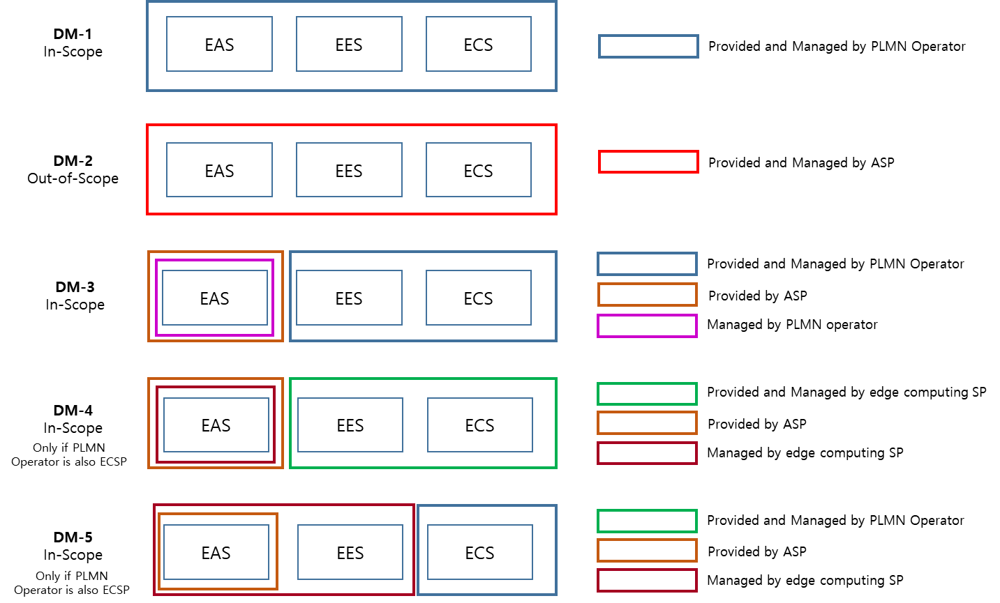 DM-1
In-Scope
EAS
EES
ECS
Provided and Managed by PLMN Operator
DM-2
Out-of-Scope
EAS
EES
ECS
Provided and Managed by ASP
DM-3
In-Scope
EAS
EES
ECS
Provided and Managed by PLMN Operator
Provided by ASP
Managed by PLMN operator
DM-4
In-Scope
Only if PLMN
Operator is also ECSP
EAS
EES
ECS
Provided and Managed by edge computing SP
Provided by ASP
Managed by edge computing SP
DM-5
In-Scope
Only if PLMN
Operator is also ECSP
EAS
EES
ECS
Provided and Managed by PLMN Operator
Provided by ASP
Managed by edge computing SP